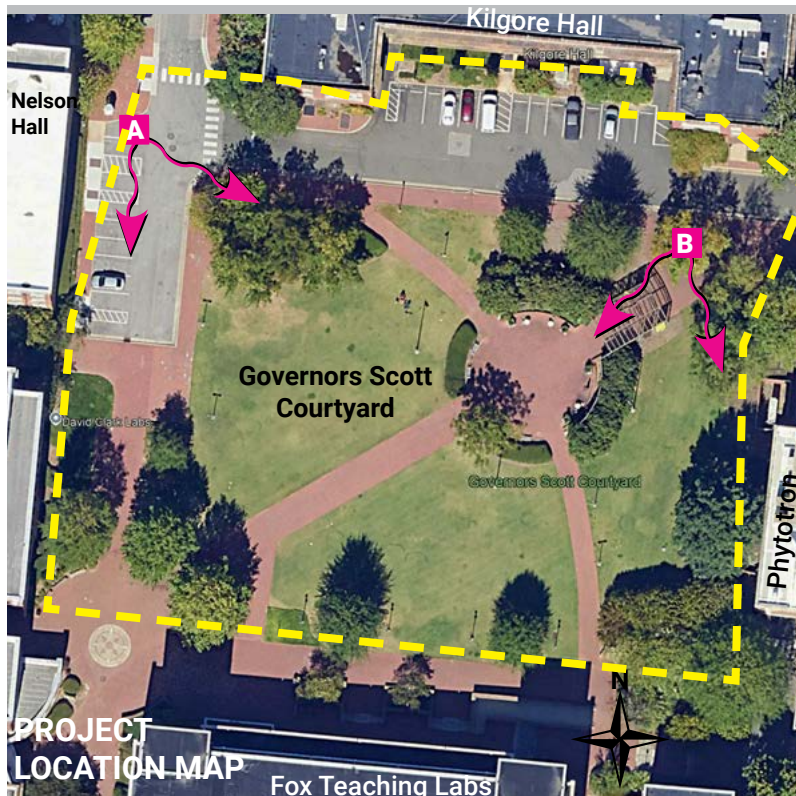 Kilgore Hall
Kilgore Hall
Nelson
Hall
A
B
Governors Scott
Courtyard
David Clark Labs
Governors Scott Courtyard
Phytotron
N
PROJECT
LOCATION MAP
Fox Teaching Labs